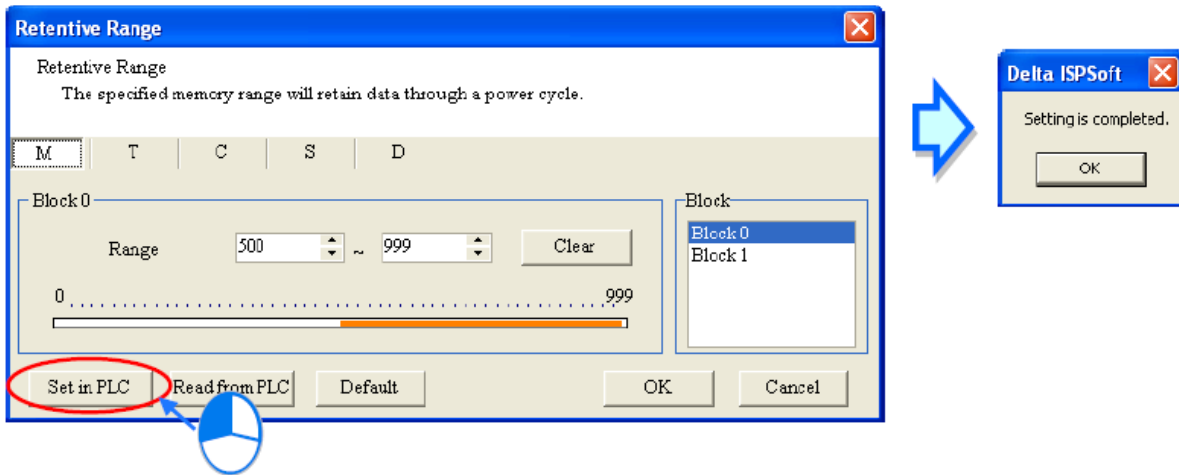 Retentive Range
Retentive Range
The specified memory range will retain data through a power cycle.
M T C S D
Block 0
Range 500 ~ 999 Clear
0 999
Block
Block 0
Block 1
Set in PLC Read from PLC Default OK Cancel
Delta ISPSoft
Setting is completed.
OK